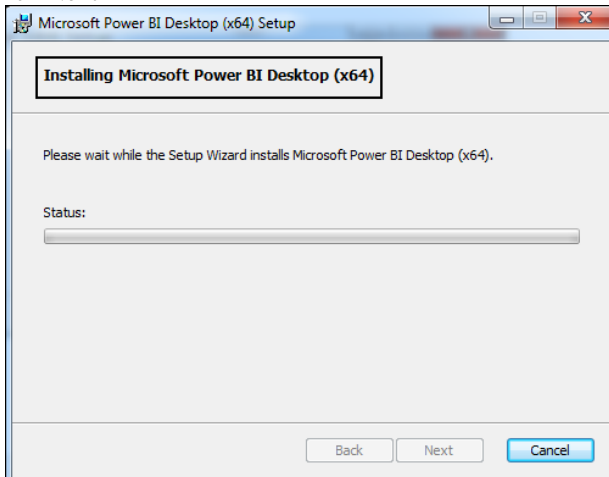 Microsoft Power BI Desktop (x64) Setup
Installing Microsoft Power BI Desktop (x64)
Please wait while the Setup Wizard installs Microsoft Power BI Desktop (x64).
Status:
Back Next Cancel